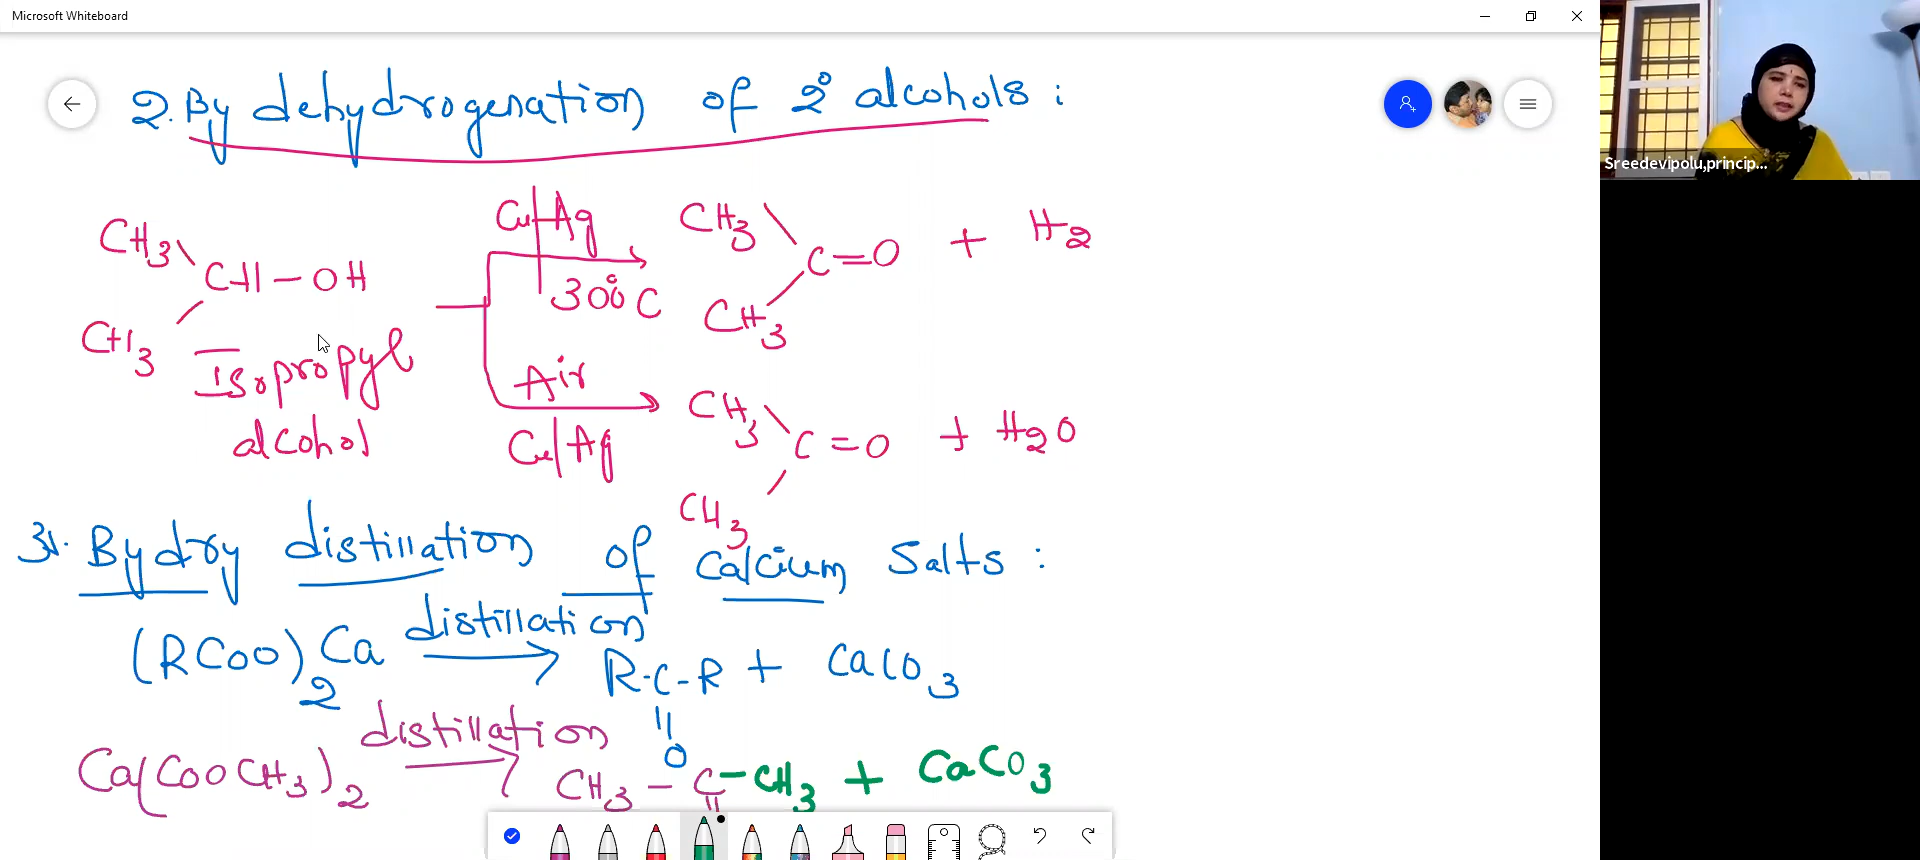 Microsoft Whiteboard
2. By dehydrogenation of 2° alcohols :
CH3 \ CH - OH / CH3
Isopropyl
alcohol
Cu/Ag
300°C
CH3 \ C=O / CH3 + H2
Air
Cu/Ag
CH3 \ C=O / CH3 + H2O
3. By dry distillation of Calcium Salts :
(RCOO)2 Ca distillation → R-C-R + CaCO3
O
Ca(COOCH3)2 distillation → CH3 - C - CH3 + CaCO3
Sreedevipolu,princip...